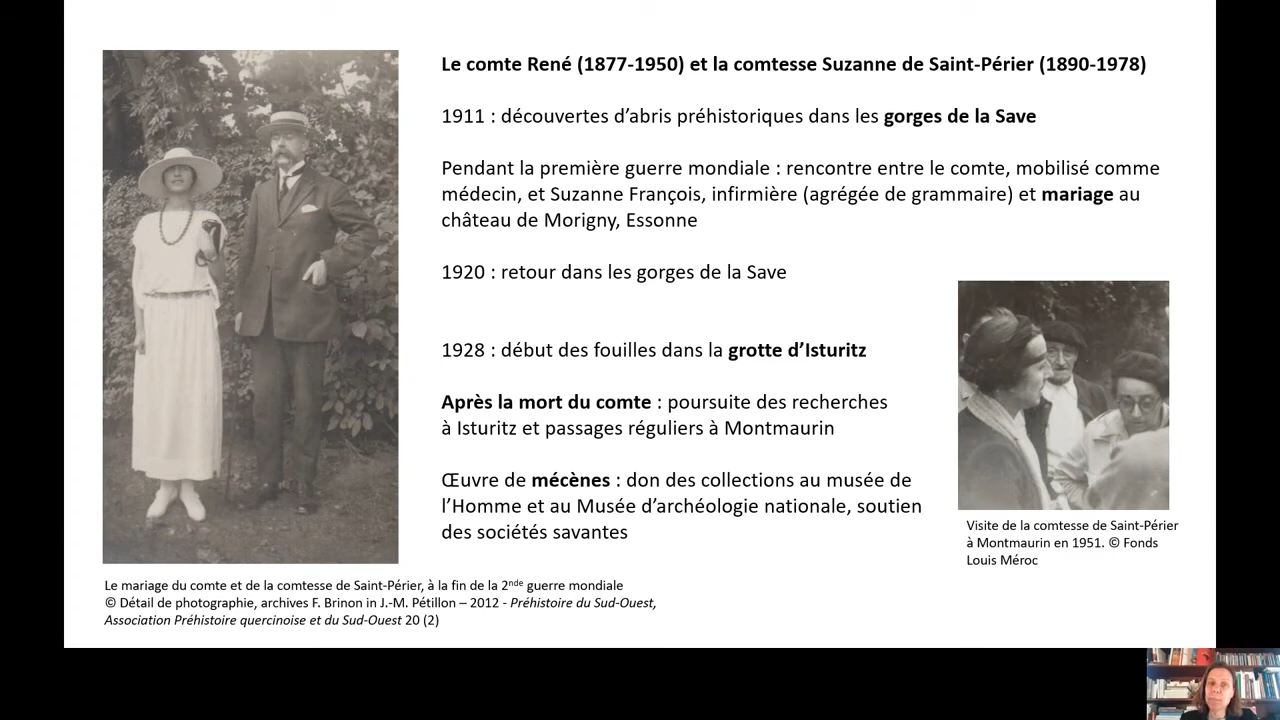 Le comte René (1877-1950) et la comtesse Suzanne de Saint-Périer (1890-1978)
1911 : découvertes d’abris préhistoriques dans les gorges de la Save
Pendant la première guerre mondiale : rencontre entre le comte, mobilisé comme
médecin, et Suzanne François, infirmière (agrégée de grammaire) et mariage au
château de Morigny, Essonne
1920 : retour dans les gorges de la Save
1928 : début des fouilles dans la grotte d’Isturitz
Après la mort du comte : poursuite des recherches
à Isturitz et passages réguliers à Montmaurin
Œuvre de mécènes : don des collections au musée de
l’Homme et au Musée d’archéologie nationale, soutien
des sociétés savantes
Visite de la comtesse de Saint-Périer
à Montmaurin en 1951. © Fonds
Louis Méroc
Le mariage du comte et de la comtesse de Saint-Périer, à la fin de la 2nde guerre mondiale
© Détail de photographie, archives F. Brinon in J.-M. Pétillon – 2012 - Préhistoire du Sud-Ouest,
Association Préhistoire quercinoise et du Sud-Ouest 20 (2)